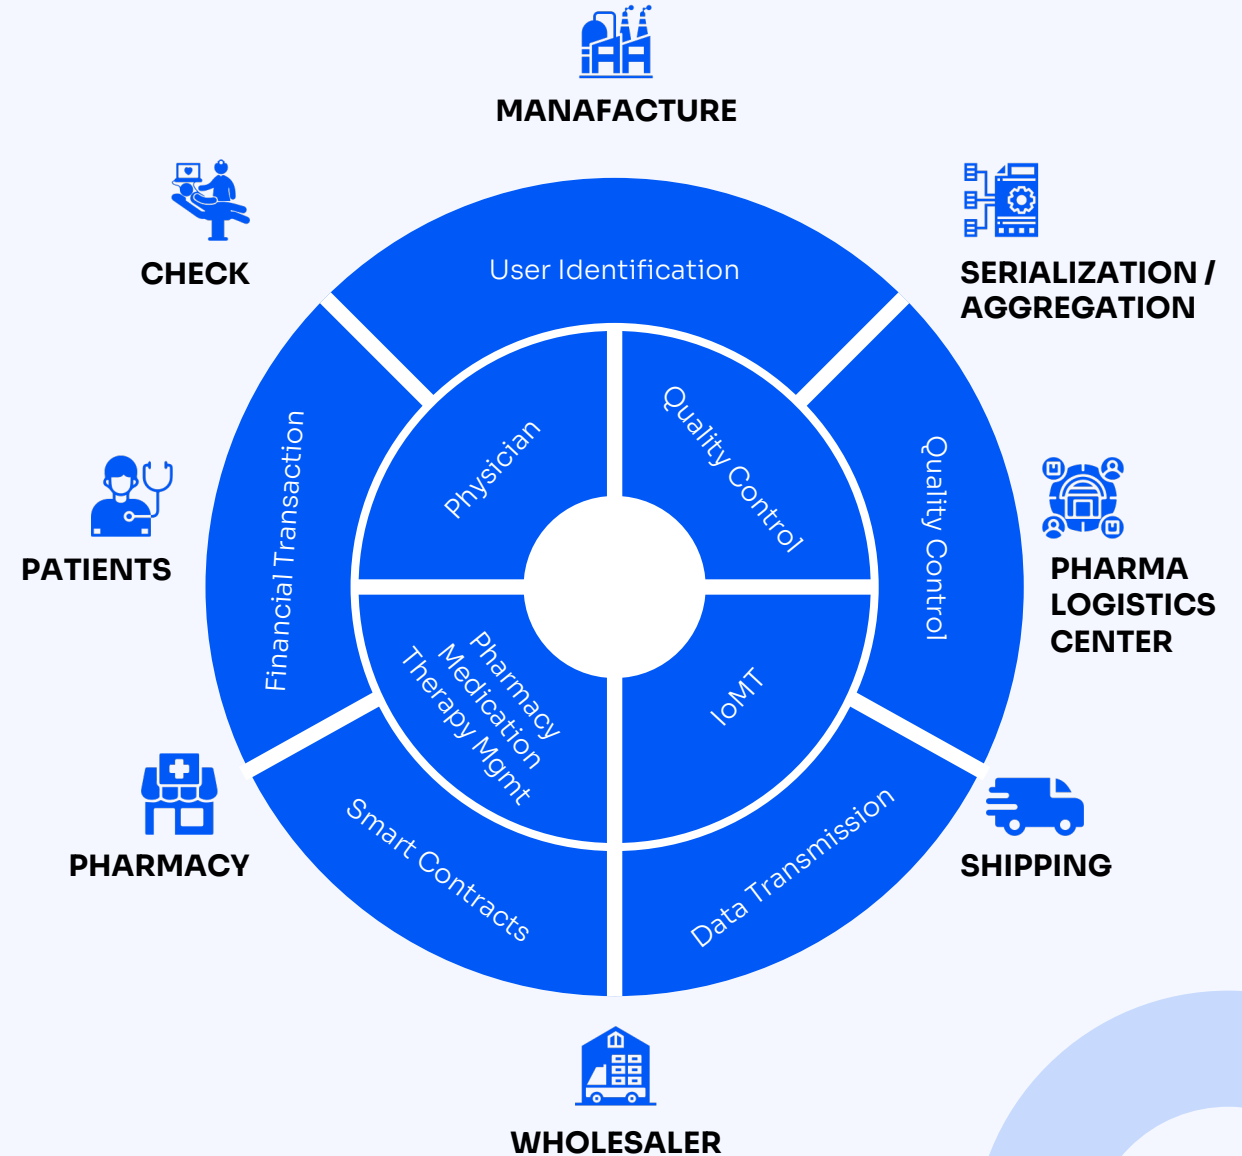 MANAFACTURE
CHECK
SERIALIZATION /
AGGREGATION
User Identification
Physician
Quality Control
Financial Transaction
Quality Control
PATIENTS
PHARMA
LOGISTICS
CENTER
Pharmacy
Medication
Therapy Mgmt
IoMT
Smart Contracts
Data Transmission
PHARMACY
SHIPPING
WHOLESALER